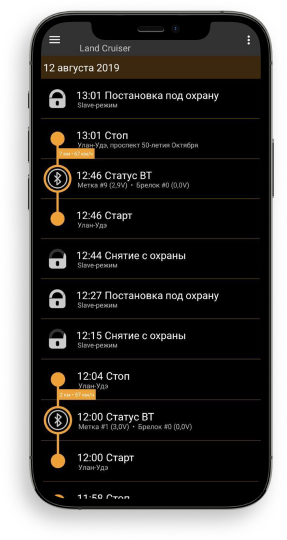 Land Cruiser
12 августа 2019
13:01 Постановка под охрану
Slave-режим
13:01 Стоп
Улан-Удэ, проспект 50-летия Октября
2 км • 67 км/ч
12:46 Статус BT
Метка #9 (2,9V) • Брелок #0 (0,0V)
12:46 Старт
Улан-Удэ
12:44 Снятие с охраны
Slave-режим
12:27 Постановка под охрану
Slave-режим
12:15 Снятие с охраны
Slave-режим
12:04 Стоп
Улан-Удэ
2 км • 57 км/ч
12:00 Статус BT
Метка #1 (3,0V) • Брелок #0 (0,0V)
12:00 Старт
Улан-Удэ
11:58 Стоп